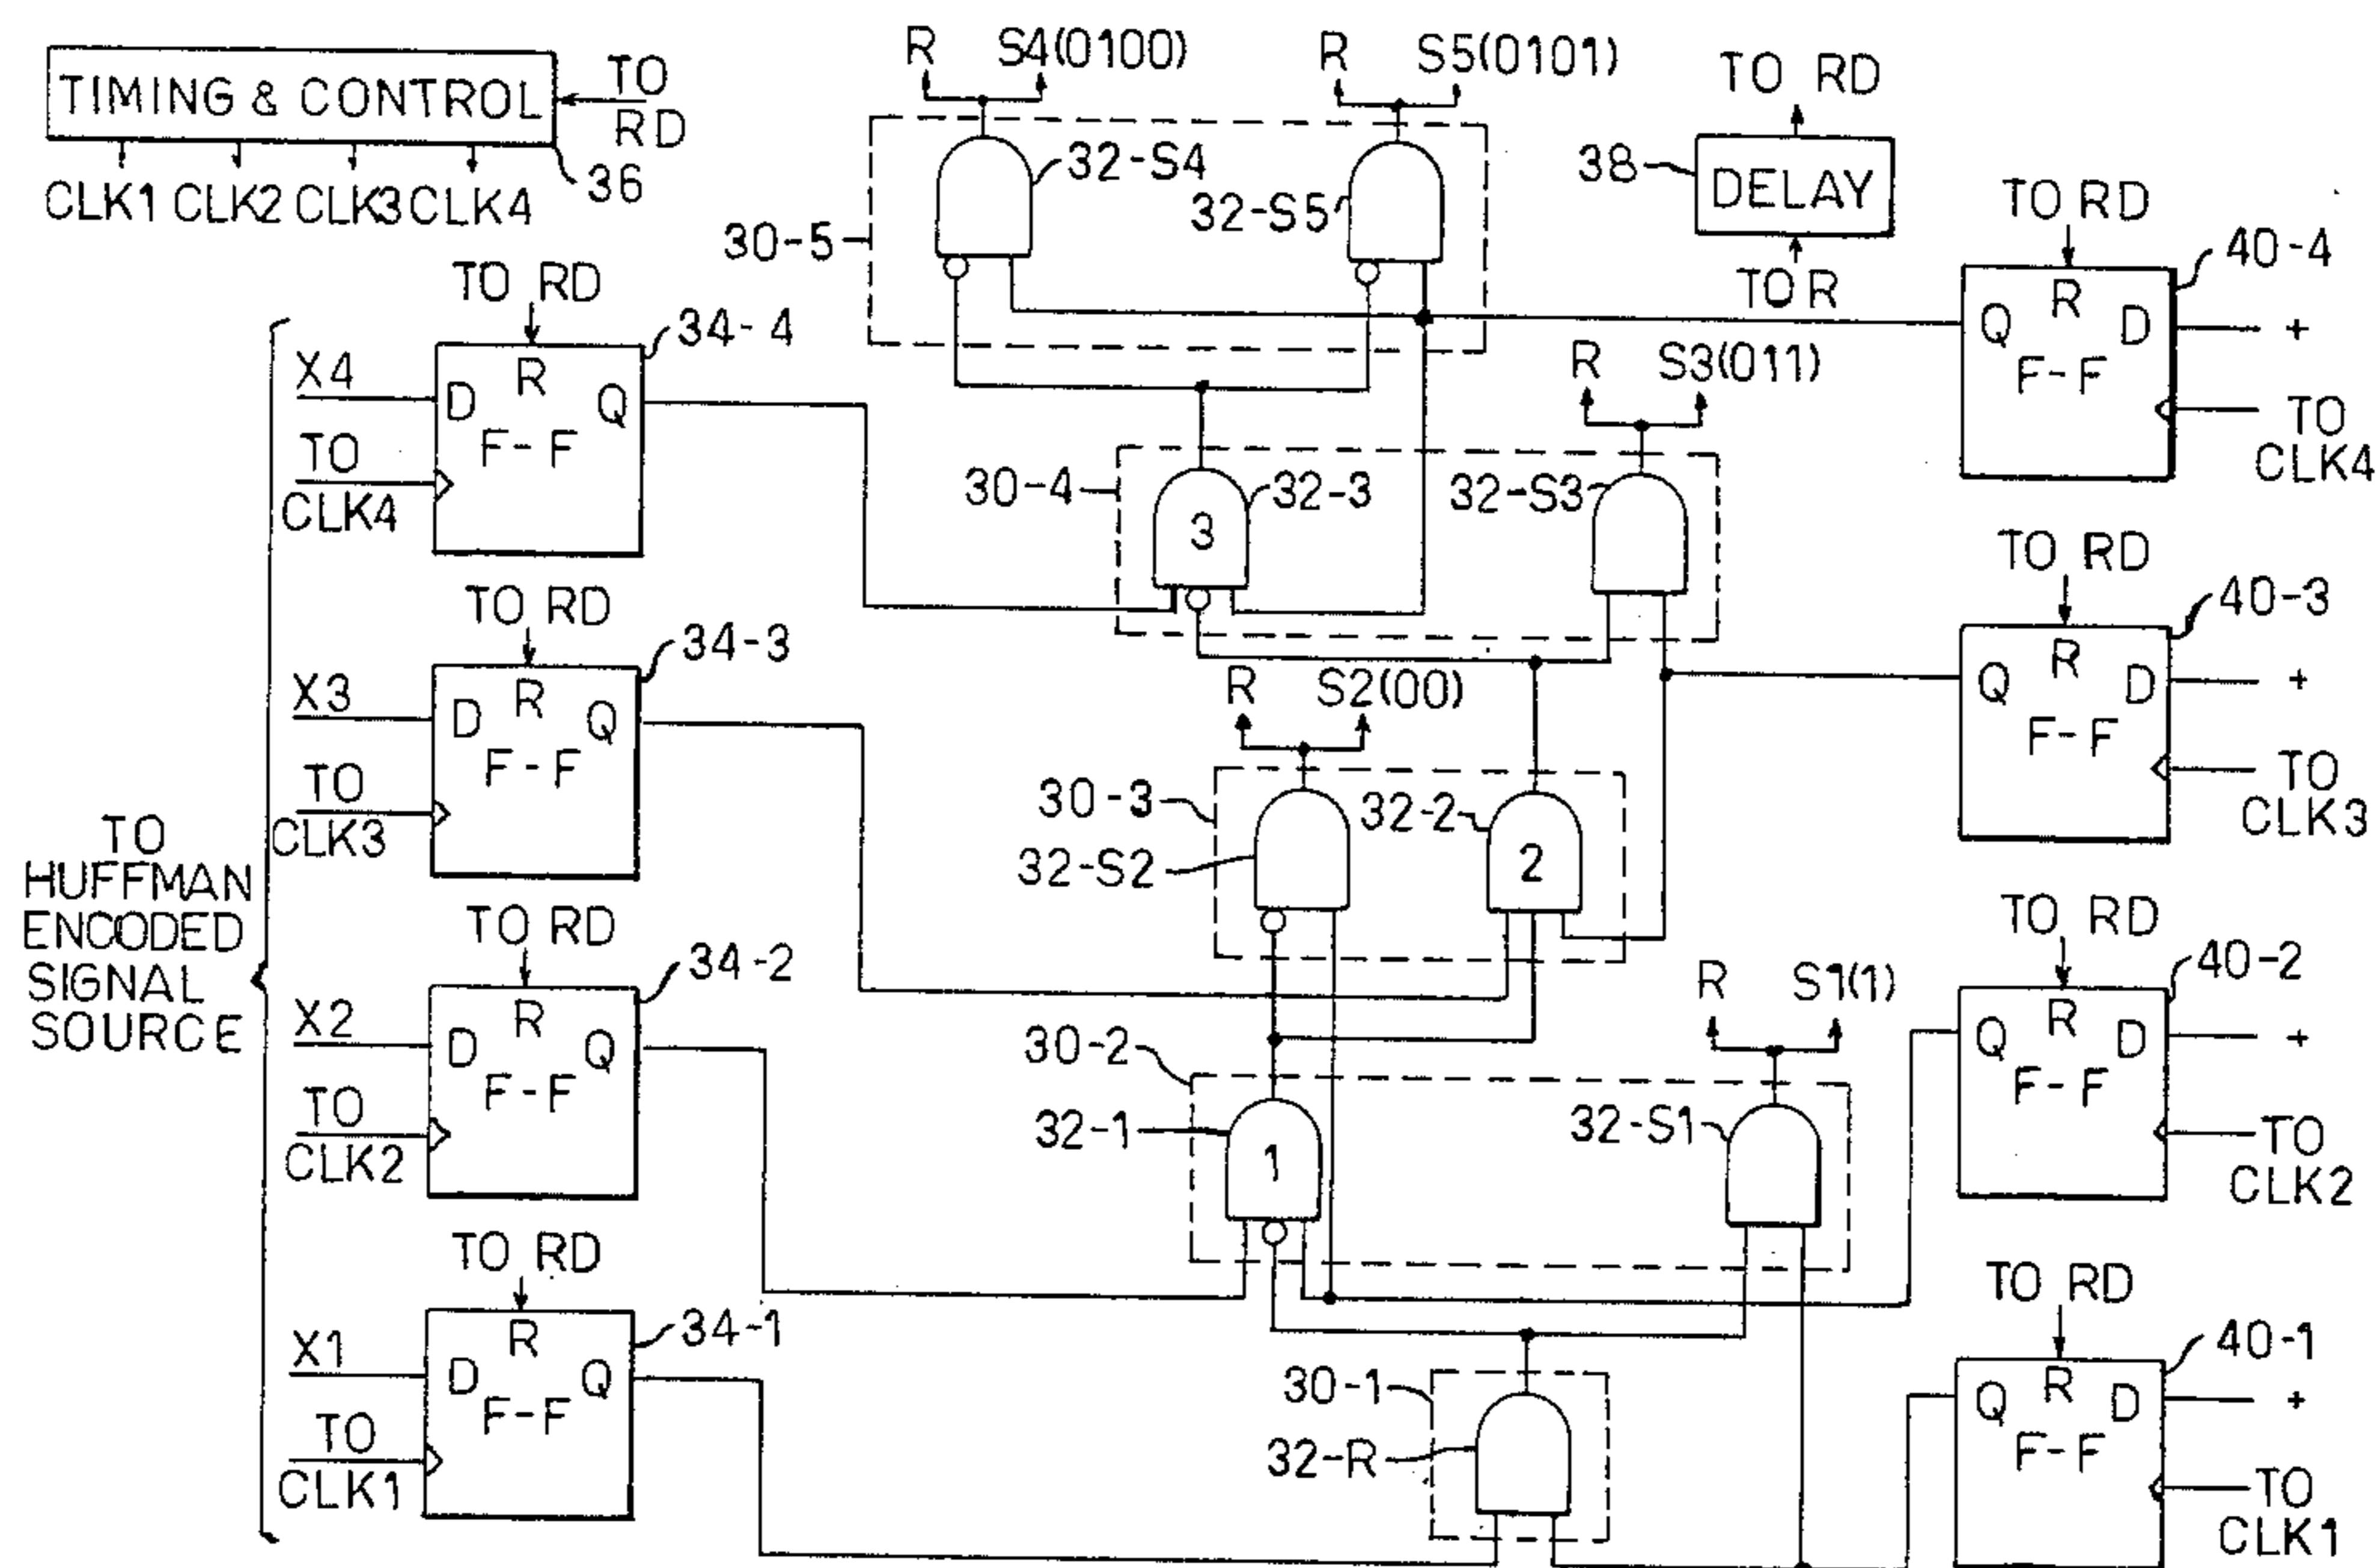 TIMING & CONTROL
TO
RD
36
CLK1 CLK2 CLK3 CLK4
R S4(0100)
R S5(0101)
32-S4
32-S5
30-5
TO RD
38
DELAY
TO R
TO RD
40-4
Q R D
F-F
+
TO
CLK4
TO RD
34-4
X4
D R Q
F-F
TO
CLK4
R S3(011)
30-4
32-3
32-S3
3
TO RD
40-3
Q R D
F-F
+
TO
CLK3
TO RD
34-3
X3
D R Q
F-F
TO
CLK3
R S2(00)
30-3
32-2
32-S2
2
TO
HUFFMAN
ENCODED
SIGNAL
SOURCE
TO RD
40-2
Q R D
F-F
+
TO
CLK2
TO RD
34-2
X2
D R Q
F-F
TO
CLK2
R S1(1)
30-2
32-1
32-S1
1
TO RD
40-1
Q R D
F-F
+
TO
CLK1
TO RD
34-1
X1
D R Q
F-F
TO
CLK1
30-1
32-R